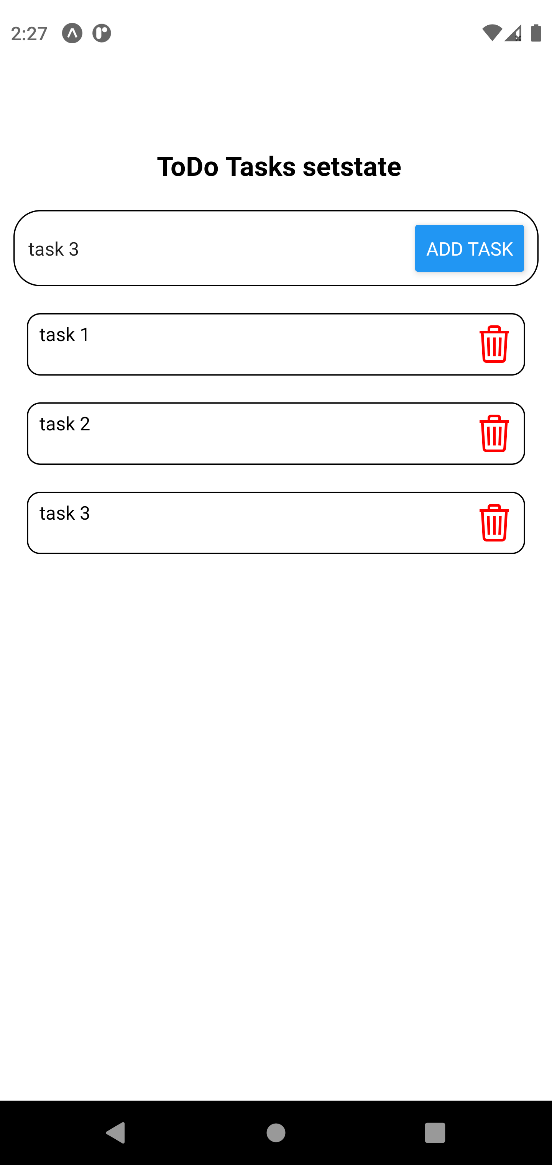 2:27
ToDo Tasks setstate
task 3
ADD TASK
task 1
task 2
task 3